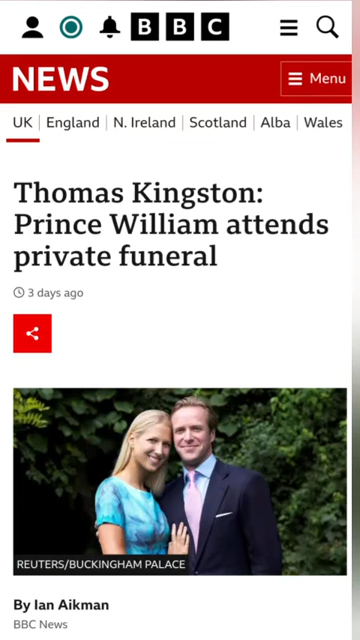 BBC
NEWS
Menu
UK | England | N. Ireland | Scotland | Alba | Wales
Thomas Kingston:
Prince William attends
private funeral
3 days ago
REUTERS/BUCKINGHAM PALACE
By Ian Aikman
BBC News